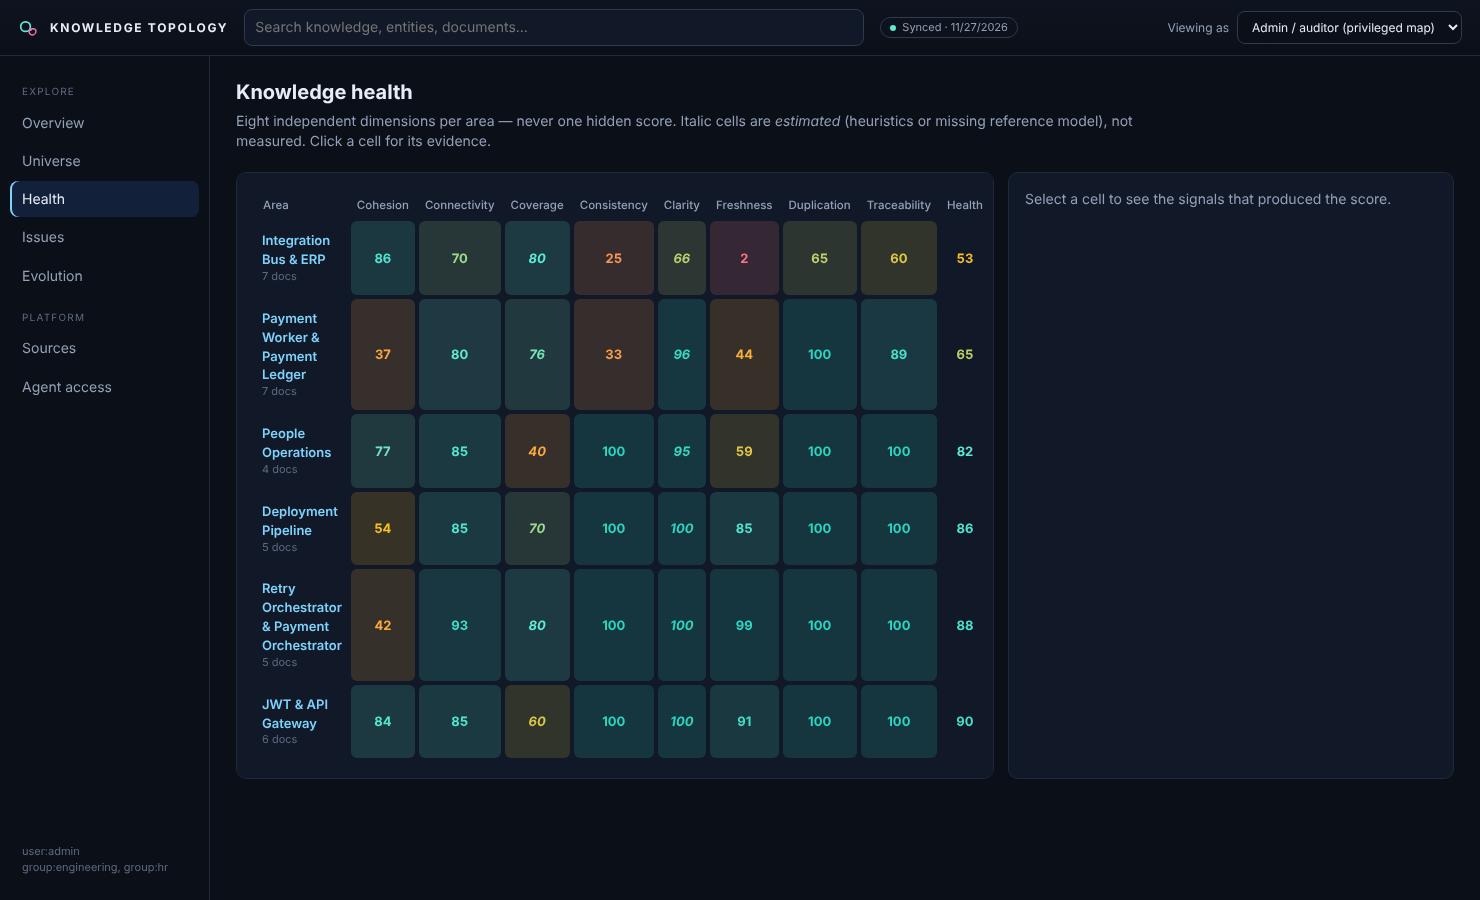 KNOWLEDGE TOPOLOGY
Search knowledge, entities, documents...
Synced · 11/27/2026
Viewing as
Admin / auditor (privileged map)
EXPLORE
Overview
Universe
Health
Issues
Evolution
PLATFORM
Sources
Agent access
user:admin
group:engineering, group:hr
Knowledge health
Eight independent dimensions per area — never one hidden score. Italic cells are estimated (heuristics or missing reference model), not
measured. Click a cell for its evidence.
Area Cohesion Connectivity Coverage Consistency Clarity Freshness Duplication Traceability Health
Integration
Bus & ERP
7 docs
86 70 80 25 66 2 65 60 53
Payment
Worker &
Payment
Ledger
7 docs
37 80 76 33 96 44 100 89 65
People
Operations
4 docs
77 85 40 100 95 59 100 100 82
Deployment
Pipeline
5 docs
54 85 70 100 100 85 100 100 86
Retry
Orchestrator
& Payment
Orchestrator
5 docs
42 93 80 100 100 99 100 100 88
JWT & API
Gateway
6 docs
84 85 60 100 100 91 100 100 90
Select a cell to see the signals that produced the score.